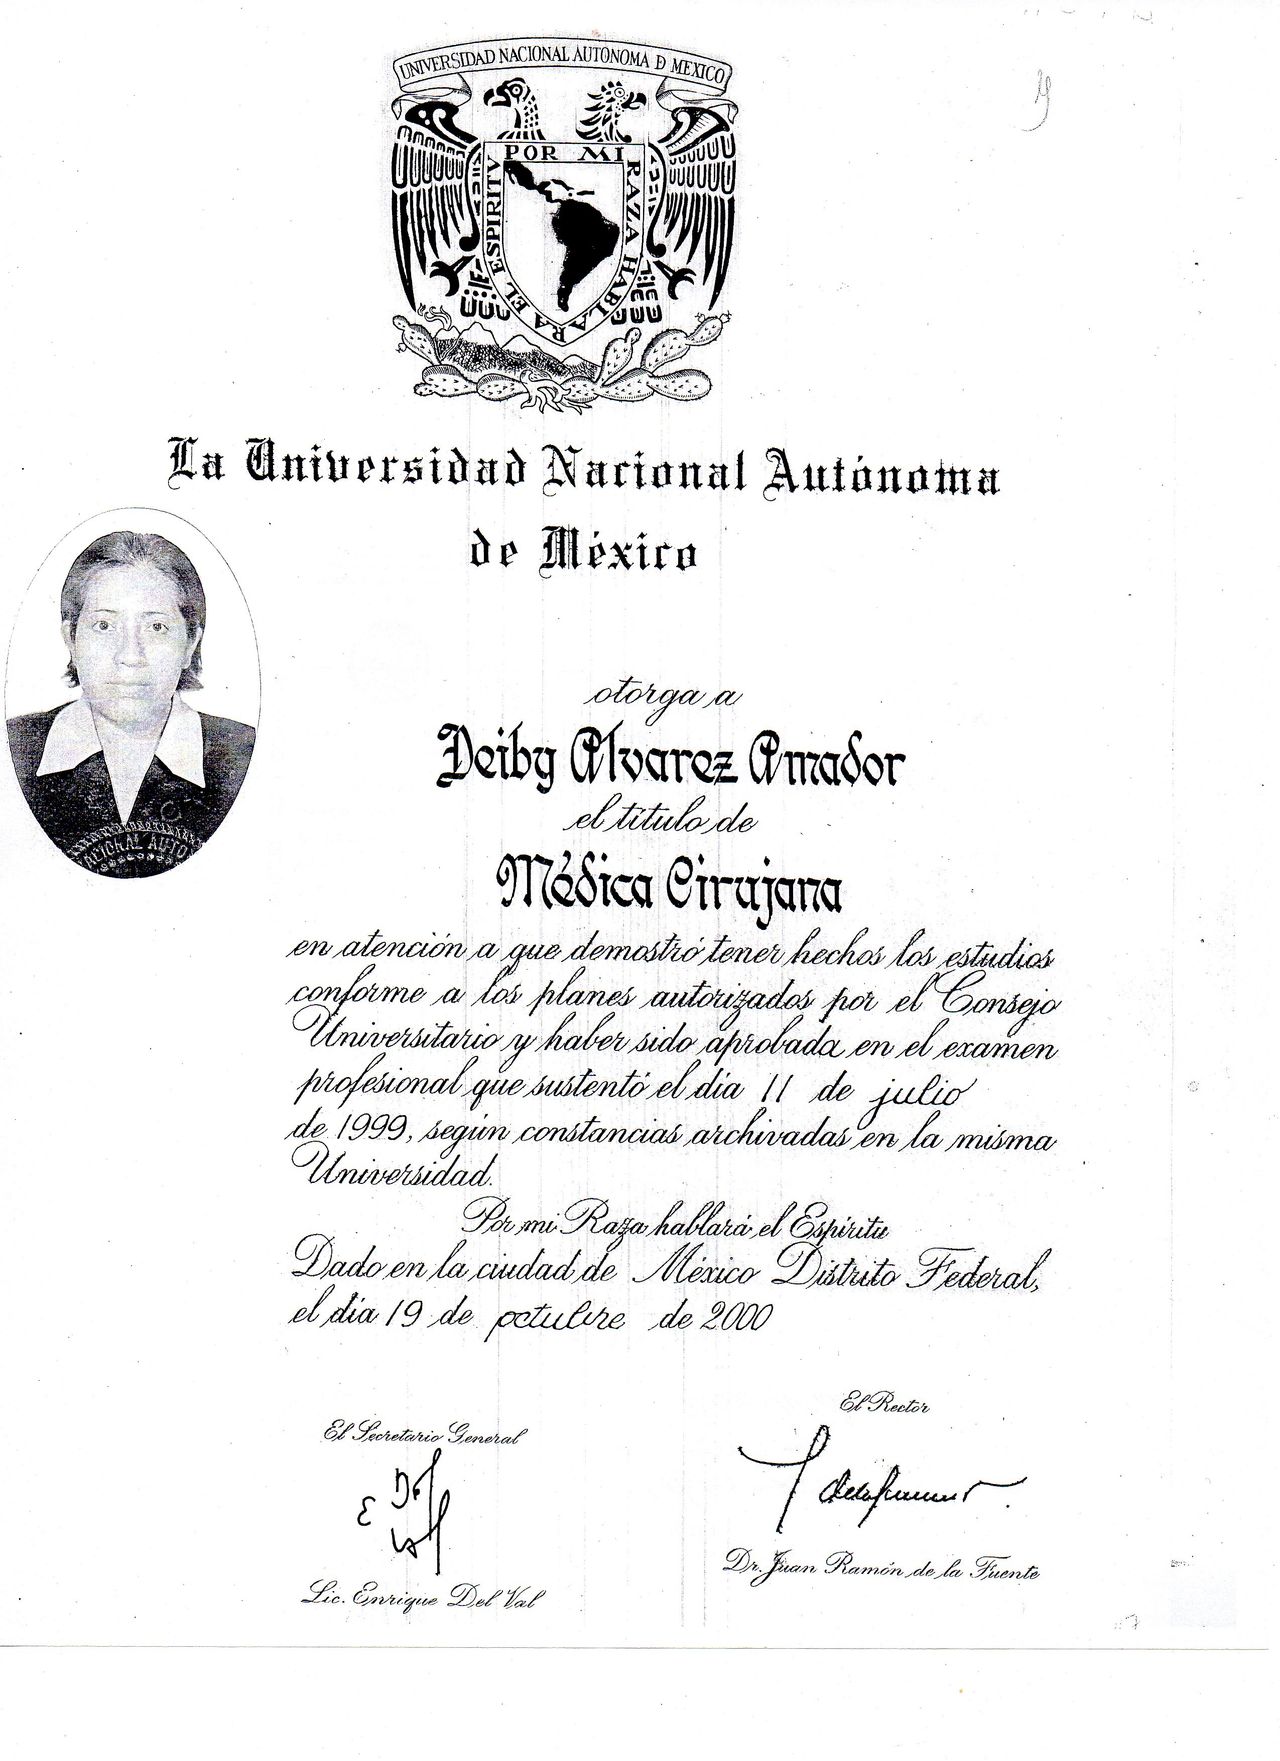 UNIVERSIDAD NACIONAL AUTONOMA D MEXICO
POR MI RAZA HABLARA EL ESPIRITV
La Universidad Nacional Autónoma
de México
otorga a
Deiby Alvarez Amador
el título de
Médica Cirujana
en atención a que demostró tener hechos los estudios
conforme a los planes autorizados por el Consejo
Universitario y haber sido aprobada en el examen
profesional que sustentó el día 11 de julio
de 1999, según constancias archivadas en la misma
Universidad.
Por mi Raza hablará el Espíritu
Dado en la ciudad de México Distrito Federal,
el día 19 de octubre de 2000
El Rector
El Secretario General
Dr. Juan Ramón de la Fuente
Lic. Enrique Del Val